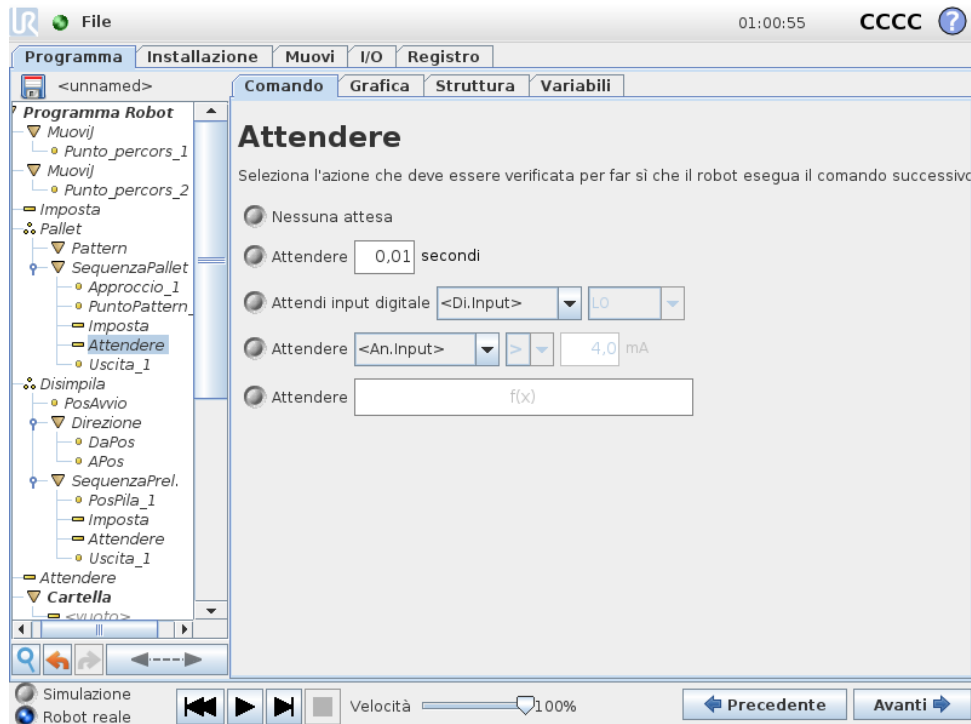 UR File 01:00:55 CCCC ?
Programma Installazione Muovi I/O Registro
<unnamed>
Comando Grafica Struttura Variabili
Programma Robot
MuoviJ
Punto_percors_1
MuoviJ
Punto_percors_2
Imposta
Pallet
Pattern
SequenzaPallet
Approccio_1
PuntoPattern_
Imposta
Attendere
Uscita_1
Disimpila
PosAvvio
Direzione
DaPos
APos
SequenzaPrel.
PosPila_1
Imposta
Attendere
Uscita_1
Attendere
Cartella
<vuoto>
Attendere
Seleziona l'azione che deve essere verificata per far sì che il robot esegua il comando successivo
Nessuna attesa
Attendere 0,01 secondi
Attendi input digitale <Di.Input> L0
Attendere <An.Input> > 4,0 mA
Attendere f(x)
Simulazione
Robot reale
Velocità 100%
Precedente Avanti